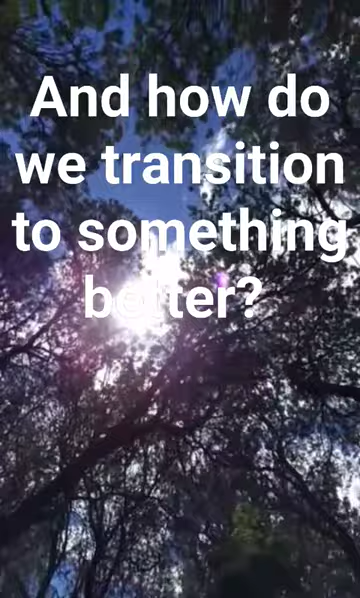 And how do
we transition
to something
better?